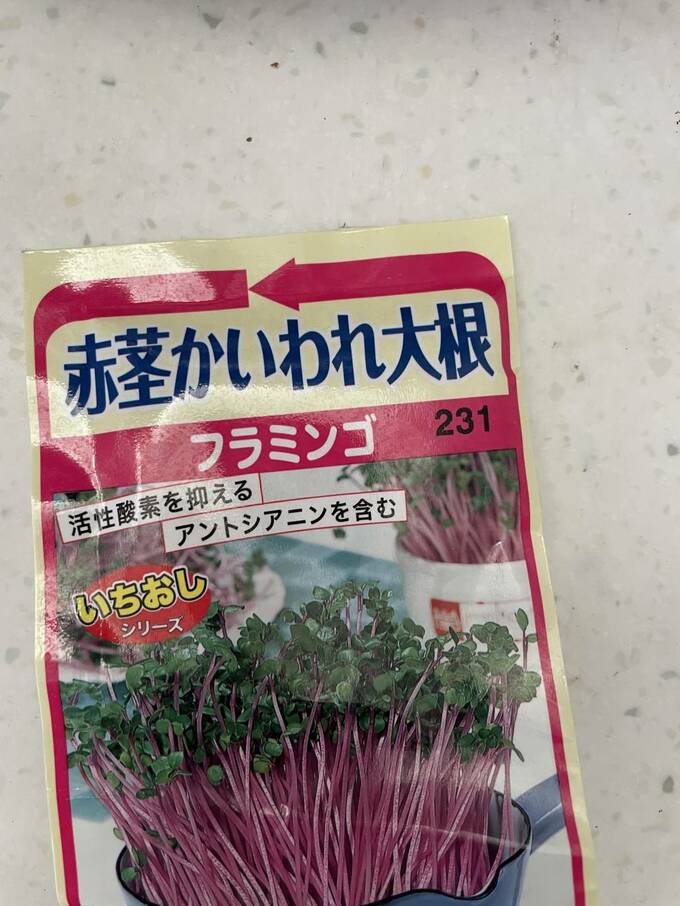 赤茎かいわれ大根
フラミンゴ
231
活性酸素を抑える
アントシアニンを含む
いちおし
シリーズ